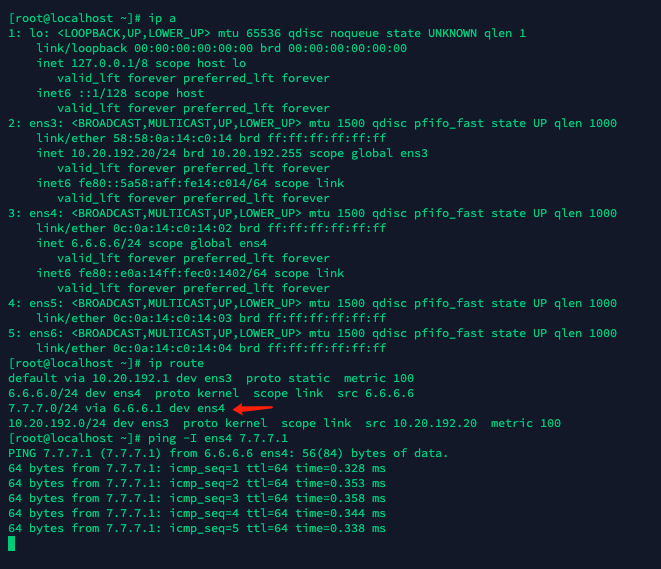 [root@localhost ~]# ip a
1: lo: <LOOPBACK,UP,LOWER_UP> mtu 65536 qdisc noqueue state UNKNOWN qlen 1
    link/loopback 00:00:00:00:00:00 brd 00:00:00:00:00:00
    inet 127.0.0.1/8 scope host lo
       valid_lft forever preferred_lft forever
    inet6 ::1/128 scope host
       valid_lft forever preferred_lft forever
2: ens3: <BROADCAST,MULTICAST,UP,LOWER_UP> mtu 1500 qdisc pfifo_fast state UP qlen 1000
    link/ether 58:58:0a:14:c0:14 brd ff:ff:ff:ff:ff:ff
    inet 10.20.192.20/24 brd 10.20.192.255 scope global ens3
       valid_lft forever preferred_lft forever
    inet6 fe80::5a58:aff:fe14:c014/64 scope link
       valid_lft forever preferred_lft forever
3: ens4: <BROADCAST,MULTICAST,UP,LOWER_UP> mtu 1500 qdisc pfifo_fast state UP qlen 1000
    link/ether 0c:0a:14:c0:14:02 brd ff:ff:ff:ff:ff:ff
    inet 6.6.6.6/24 scope global ens4
       valid_lft forever preferred_lft forever
    inet6 fe80::e0a:14ff:fec0:1402/64 scope link
       valid_lft forever preferred_lft forever
4: ens5: <BROADCAST,MULTICAST,UP,LOWER_UP> mtu 1500 qdisc pfifo_fast state UP qlen 1000
    link/ether 0c:0a:14:c0:14:03 brd ff:ff:ff:ff:ff:ff
5: ens6: <BROADCAST,MULTICAST,UP,LOWER_UP> mtu 1500 qdisc pfifo_fast state UP qlen 1000
    link/ether 0c:0a:14:c0:14:04 brd ff:ff:ff:ff:ff:ff
[root@localhost ~]# ip route
default via 10.20.192.1 dev ens3  proto static  metric 100
6.6.6.0/24 dev ens4  proto kernel  scope link  src 6.6.6.6
7.7.7.0/24 via 6.6.6.1 dev ens4
10.20.192.0/24 dev ens3  proto kernel  scope link  src 10.20.192.20  metric 100
[root@localhost ~]# ping -I ens4 7.7.7.1
PING 7.7.7.1 (7.7.7.1) from 6.6.6.6 ens4: 56(84) bytes of data.
64 bytes from 7.7.7.1: icmp_seq=1 ttl=64 time=0.328 ms
64 bytes from 7.7.7.1: icmp_seq=2 ttl=64 time=0.353 ms
64 bytes from 7.7.7.1: icmp_seq=3 ttl=64 time=0.358 ms
64 bytes from 7.7.7.1: icmp_seq=4 ttl=64 time=0.344 ms
64 bytes from 7.7.7.1: icmp_seq=5 ttl=64 time=0.338 ms